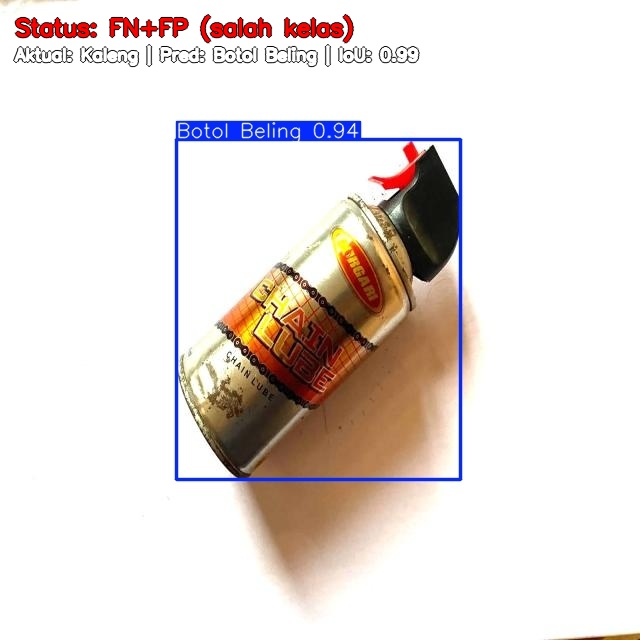 Status: FN+FP (salah kelas)
Aktual: Kaleng | Pred: Botol Beling | IoU: 0.99
Botol Beling 0.94
CHAIN
LUBE
CHAIN LUBE